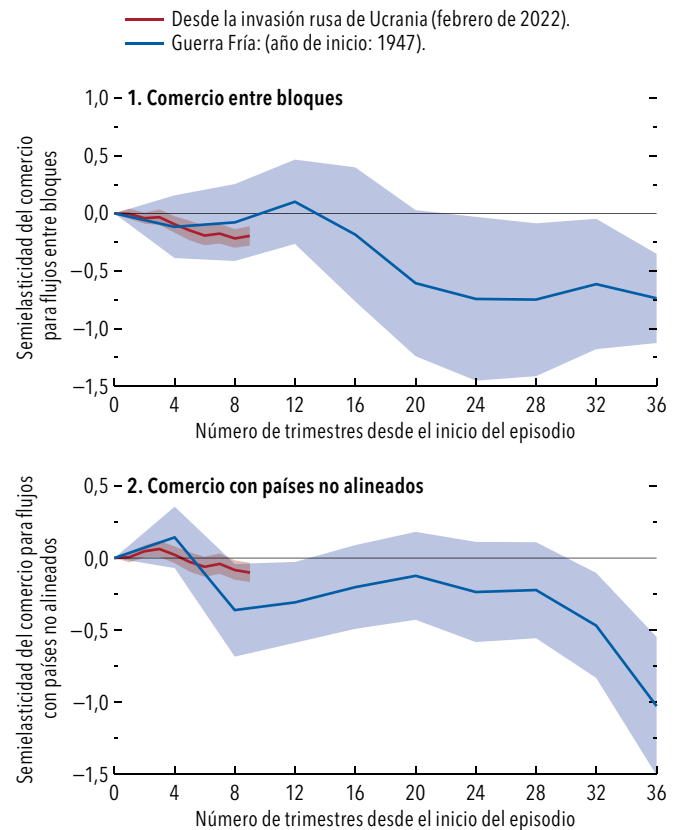 Desde la invasión rusa de Ucrania (febrero de 2022).
Guerra Fría: (año de inicio: 1947).
1. Comercio entre bloques
Semielasticidad del comercio
para flujos entre bloques
1,0
0,5
0,0
−0,5
−1,0
−1,5
0 4 8 12 16 20 24 28 32 36
Número de trimestres desde el inicio del episodio
2. Comercio con países no alineados
Semielasticidad del comercio para flujos
con países no alineados
0,5
0,0
−0,5
−1,0
−1,5
0 4 8 12 16 20 24 28 32 36
Número de trimestres desde el inicio del episodio